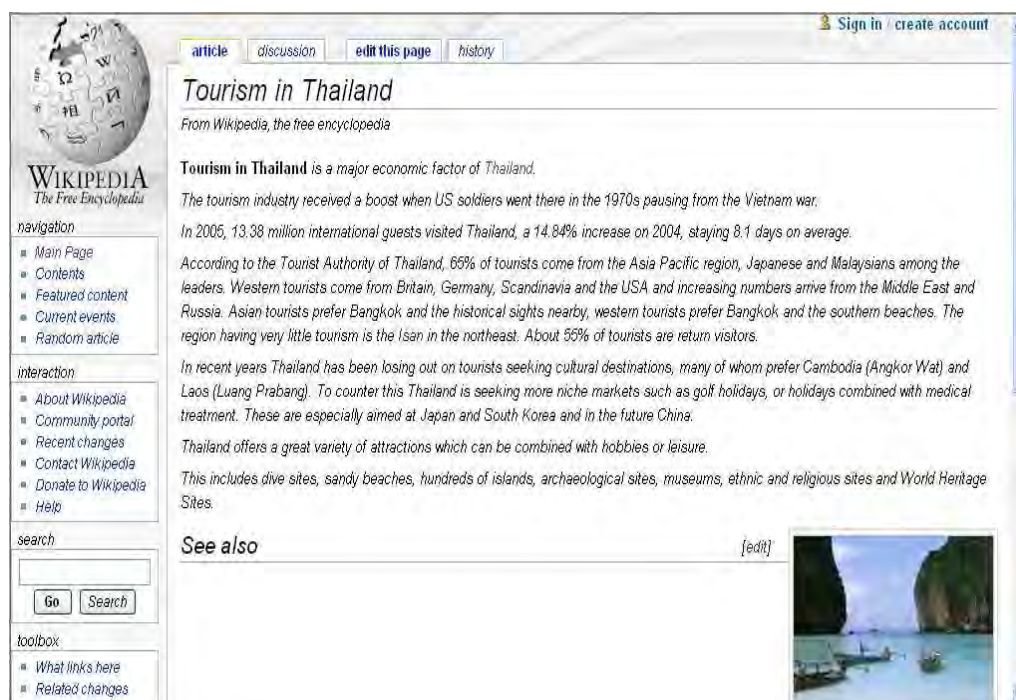 Sign in / create account
article discussion edit this page history
Tourism in Thailand
From Wikipedia, the free encyclopedia
Tourism in Thailand is a major economic factor of Thailand.
The tourism industry received a boost when US soldiers went there in the 1970s pausing from the Vietnam war.
In 2005, 13.38 million international guests visited Thailand, a 14.84% increase on 2004, staying 8.1 days on average.
According to the Tourist Authority of Thailand, 65% of tourists come from the Asia Pacific region, Japanese and Malaysians among the
leaders. Western tourists come from Britain, Germany, Scandinavia and the USA and increasing numbers arrive from the Middle East and
Russia. Asian tourists prefer Bangkok and the historical sights nearby, western tourists prefer Bangkok and the southern beaches. The
region having very little tourism is the Isan in the northeast. About 55% of tourists are return visitors.
In recent years Thailand has been losing out on tourists seeking cultural destinations, many of whom prefer Cambodia (Angkor Wat) and
Laos (Luang Prabang). To counter this Thailand is seeking more niche markets such as golf holidays, or holidays combined with medical
treatment. These are especially aimed at Japan and South Korea and in the future China.
Thailand offers a great variety of attractions which can be combined with hobbies or leisure.
This includes dive sites, sandy beaches, hundreds of islands, archaeological sites, museums, ethnic and religious sites and World Heritage
Sites.
See also [edit]
WIKIPEDIA
The Free Encyclopedia
navigation
Main Page
Contents
Featured content
Current events
Random article
interaction
About Wikipedia
Community portal
Recent changes
Contact Wikipedia
Donate to Wikipedia
Help
search
Go Search
toolbox
What links here
Related changes